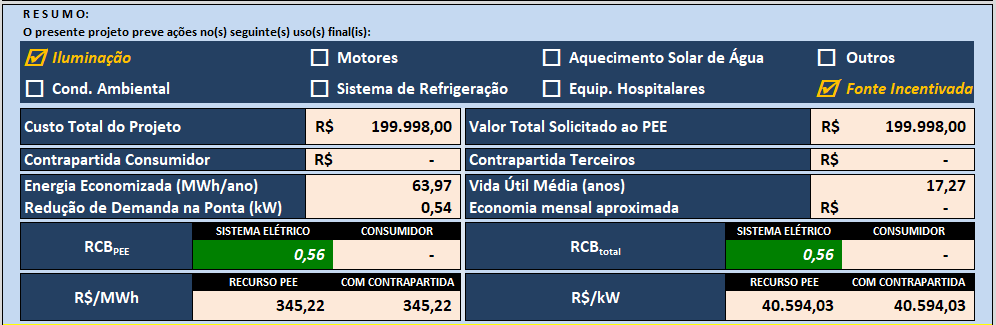 R E S U M O:
O presente projeto preve ações no(s) seguinte(s) uso(s) final(is):
Iluminação Motores Aquecimento Solar de Água Outros
Cond. Ambiental Sistema de Refrigeração Equip. Hospitalares Fonte Incentivada
Custo Total do Projeto R$ 199.998,00 Valor Total Solicitado ao PEE R$ 199.998,00
Contrapartida Consumidor R$ - Contrapartida Terceiros R$ -
Energia Economizada (MWh/ano) 63,97 Vida Útil Média (anos) 17,27
Redução de Demanda na Ponta (kW) 0,54 Economia mensal aproximada R$ -
RCBPEE SISTEMA ELÉTRICO CONSUMIDOR RCBtotal SISTEMA ELÉTRICO CONSUMIDOR
0,56 - 0,56 -
R$/MWh RECURSO PEE COM CONTRAPARTIDA R$/kW RECURSO PEE COM CONTRAPARTIDA
345,22 345,22 40.594,03 40.594,03